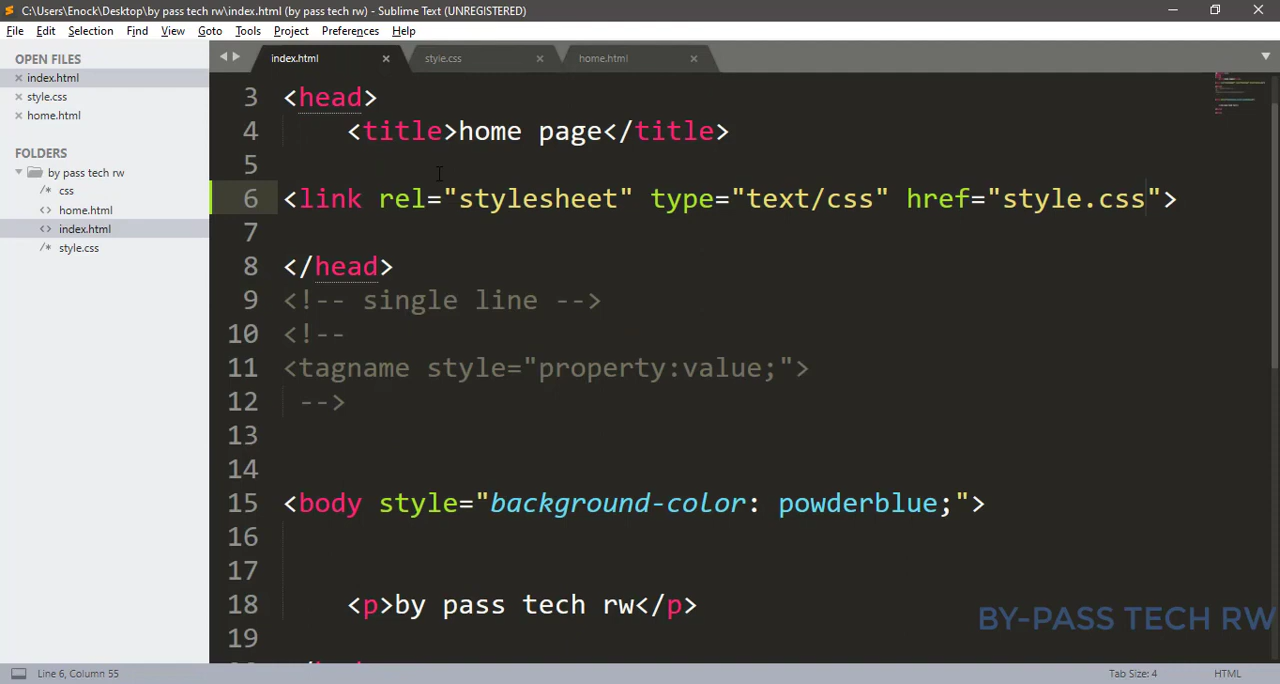 C:\Users\Enock\Desktop\by pass tech rw\index.html (by pass tech rw) - Sublime Text (UNREGISTERED)
File Edit Selection Find View Goto Tools Project Preferences Help
OPEN FILES
index.html
style.css
home.html
FOLDERS
by pass tech rw
/* css
<> home.html
<> index.html
/* style.css
index.html style.css home.html
3 <head>
4 <title>home page</title>
5
6 <link rel="stylesheet" type="text/css" href="style.css">
7
8 </head>
9 <!-- single line -->
10 <!--
11 <tagname style="property:value;">
12 -->
13
14
15 <body style="background-color: powderblue;">
16
17
18 <p>by pass tech rw</p>
19
BY-PASS TECH RW
Line 6, Column 55 Tab Size: 4 HTML